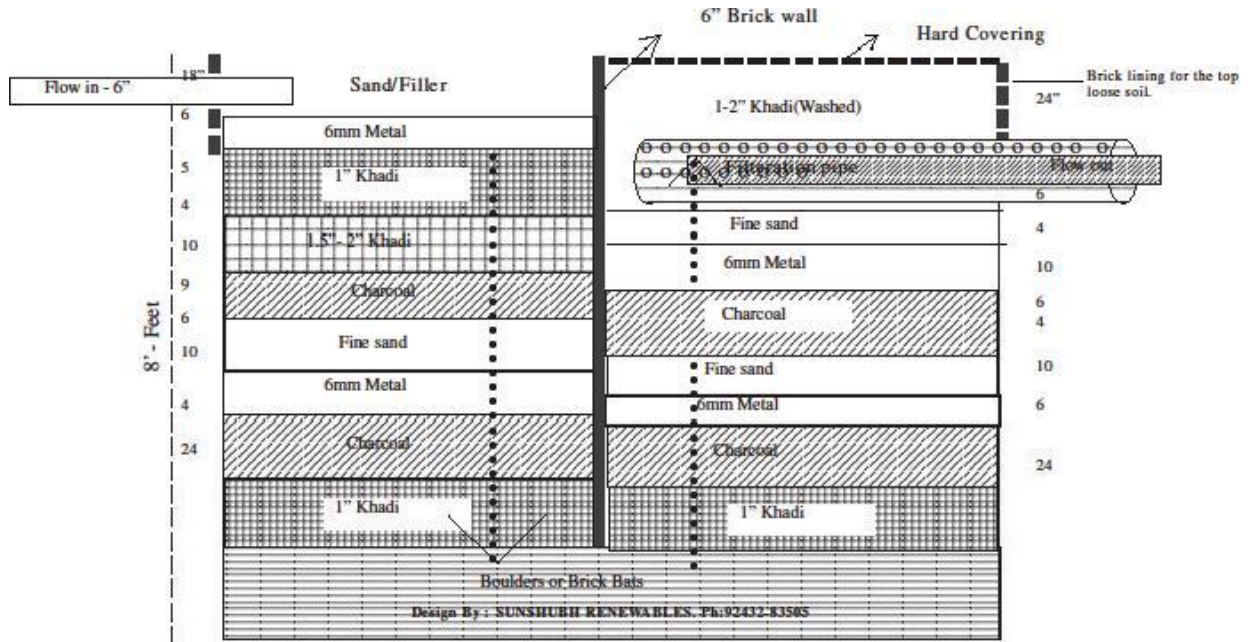 6” Brick wall
Hard Covering
18”
Flow in - 6”
Sand/Filler
Brick lining for the top
loose soil.
24”
1-2” Khadi(Washed)
6
6mm Metal
5
1” Khadi
Filteration pipe
Flow out
6
4
Fine sand
4
10
1.5”- 2” Khadi
6mm Metal
10
9
Charcoal
6
Charcoal
4
6
10
Fine sand
Fine sand
10
8’ - Feet
6mm Metal
4
6mm Metal
6
24
Charcoal
Charcoal
24
1” Khadi
1” Khadi
Boulders or Brick Bats
Design By : SUNSHUBH RENEWABLES. Ph:92432-83505